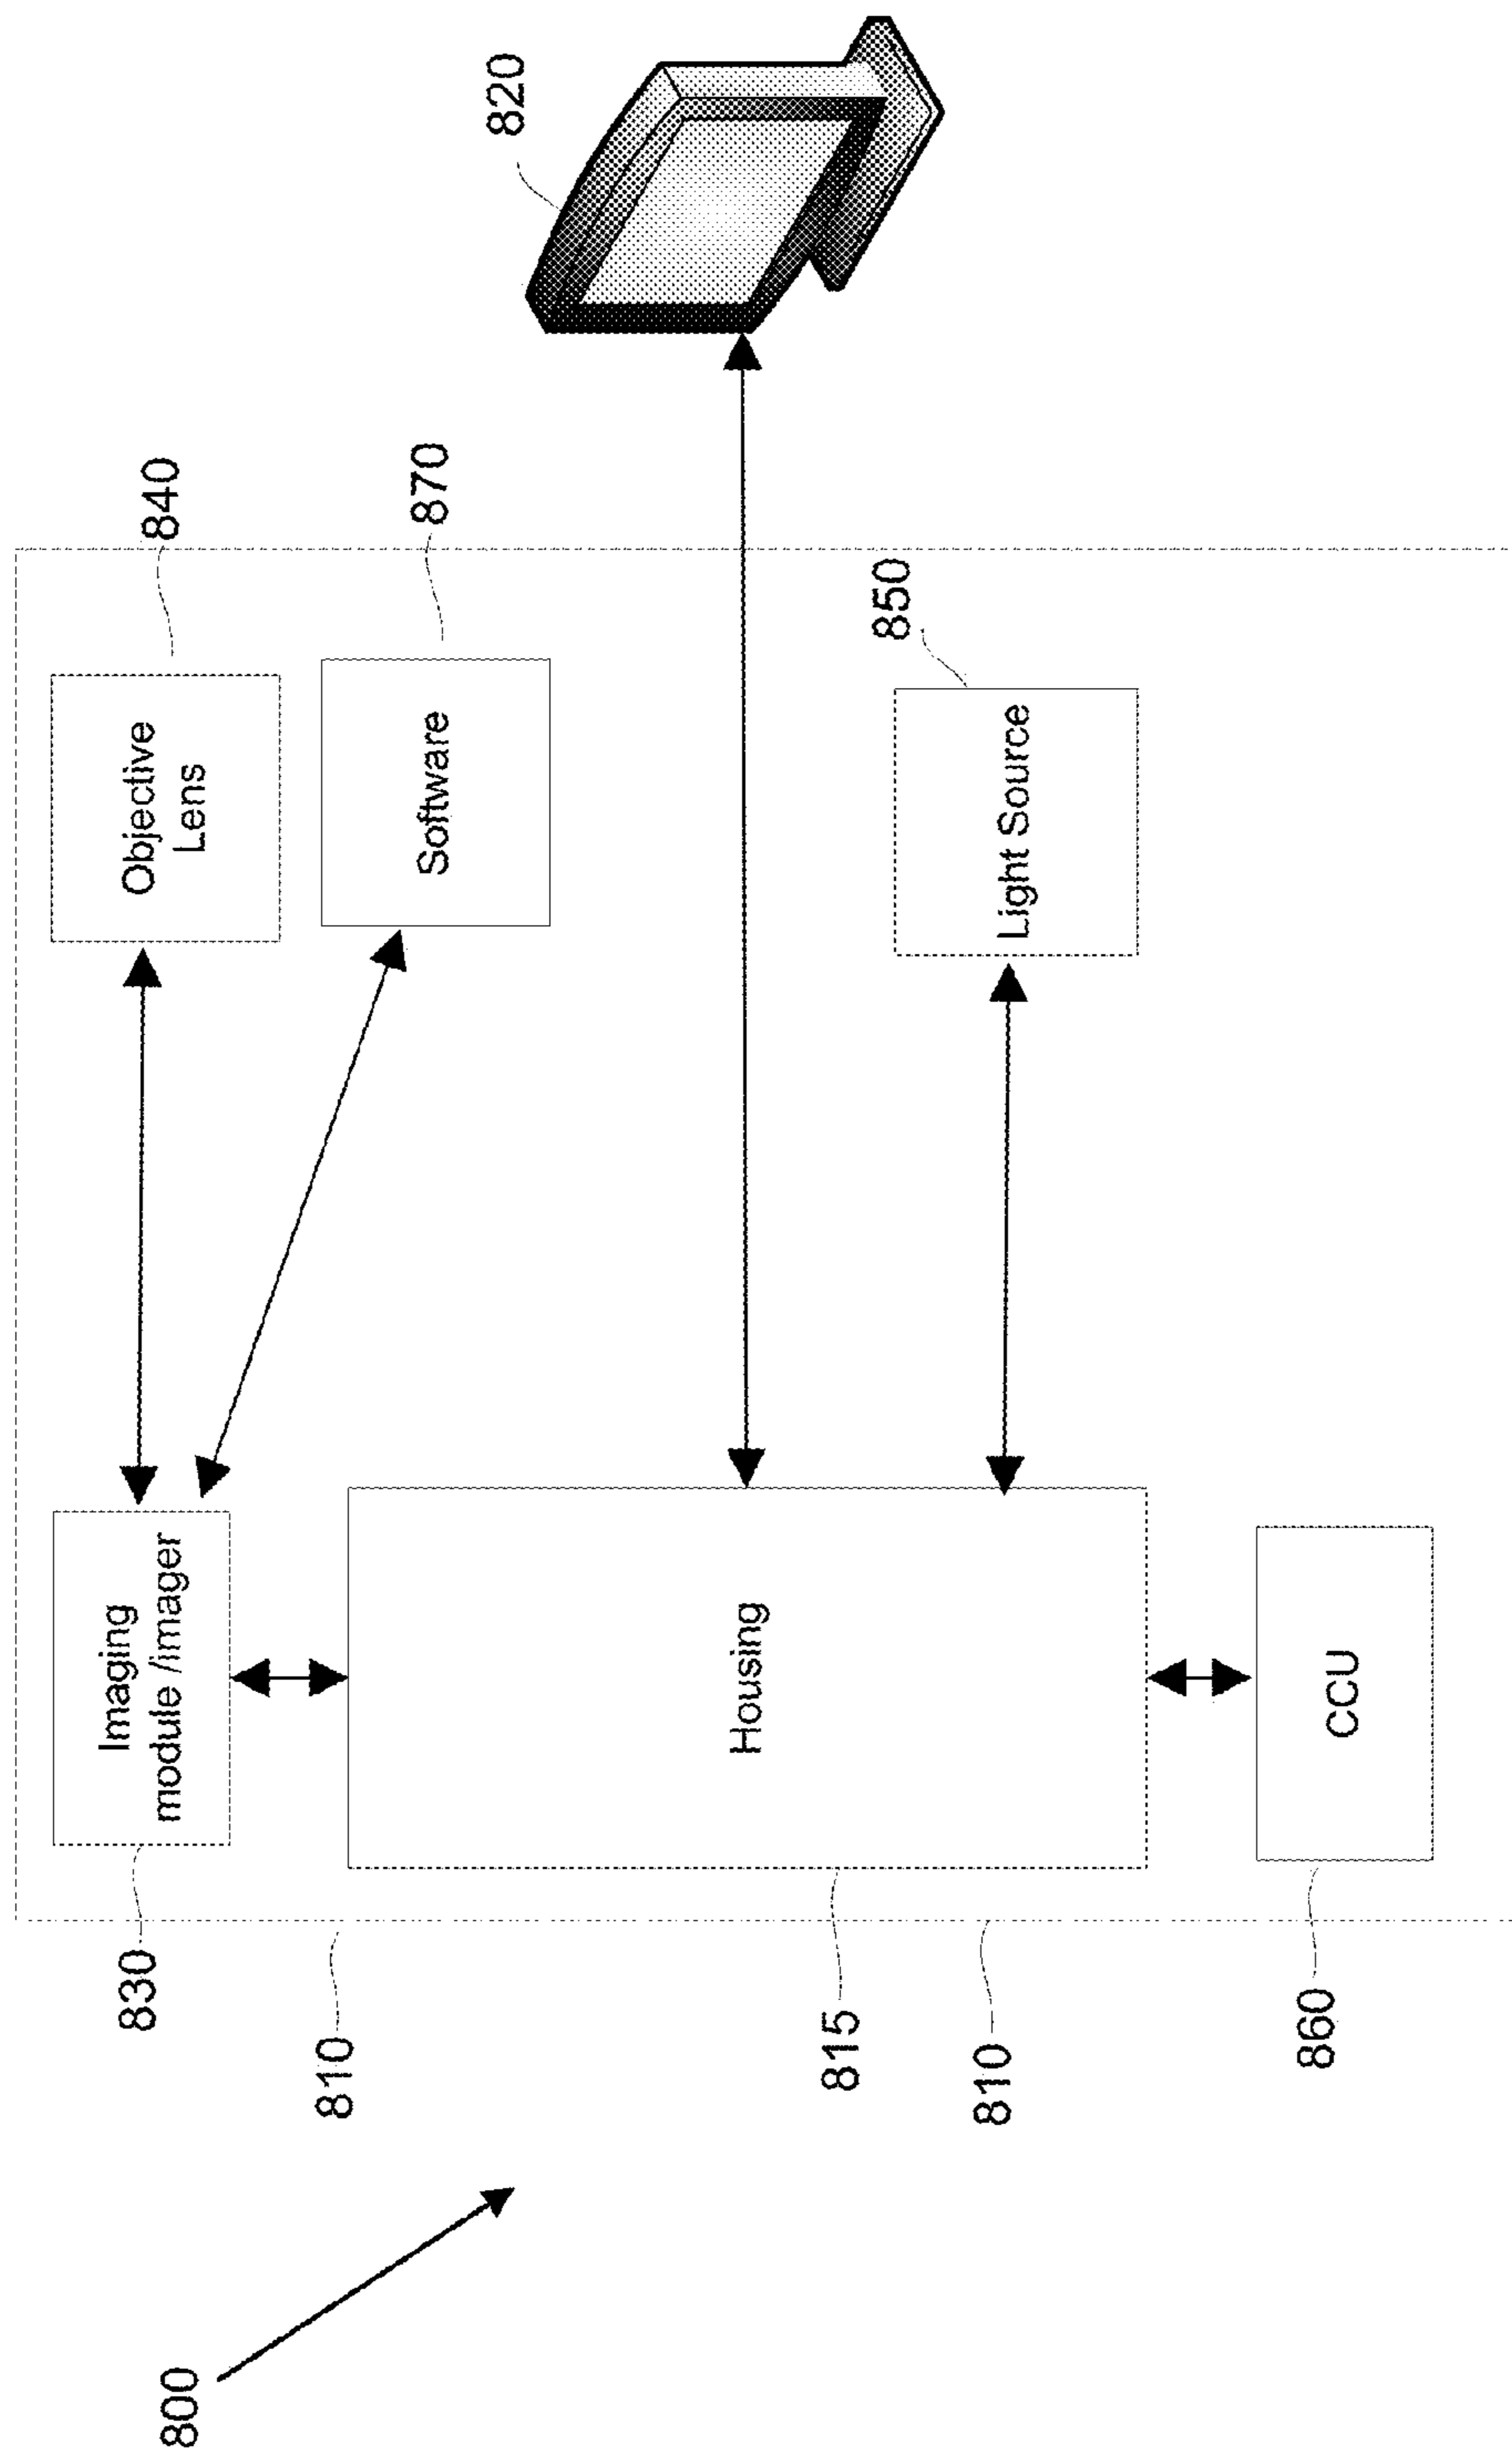 800
830
Imaging
module /imager
Objective
Lens
840
810
Software
870
820
Housing
815
850
810
Light Source
860
CCU